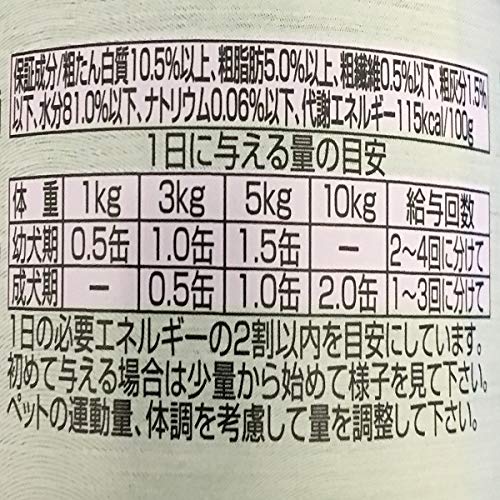 保証成分/粗たん白質10.5%以上、粗脂肪5.0%以上、粗繊維0.5%以下、粗灰分1.5%
以下、水分81.0%以下、ナトリウム0.06%以下、代謝エネルギー115kcal/100g
1日に与える量の目安
体重 1kg 3kg 5kg 10kg 給与回数
幼犬期 0.5缶 1.0缶 1.5缶 － 2〜4回に分けて
成犬期 － 0.5缶 1.0缶 2.0缶 1〜3回に分けて
1日の必要エネルギーの2割以内を目安にしています。
初めて与える場合は少量から始めて様子を見て下さい。
ペットの運動量、体調を考慮して量を調整して下さい。